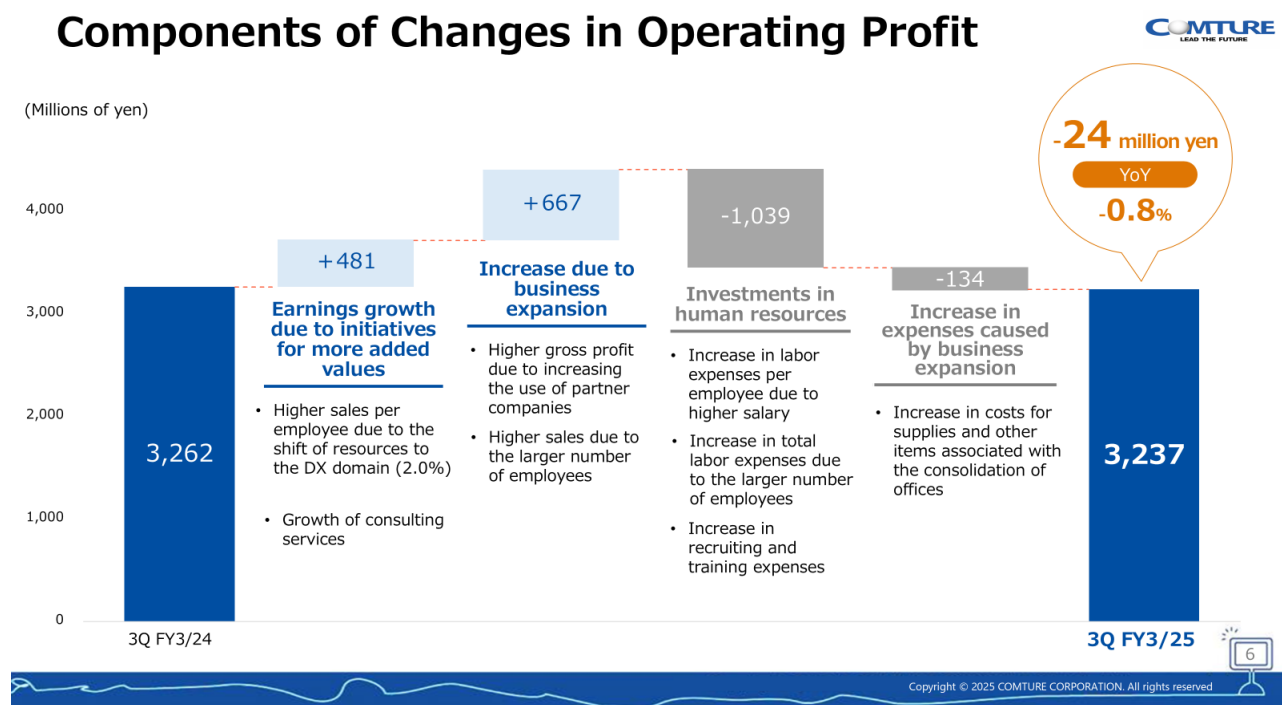 Components of Changes in Operating Profit
COMTURE
LEAD THE FUTURE
(Millions of yen)
-24 million yen
YoY
-0.8%
4,000
3,000
2,000
1,000
0
3,262
3Q FY3/24
+481
Earnings growth
due to initiatives
for more added
values
• Higher sales per
employee due to the
shift of resources to
the DX domain (2.0%)
• Growth of consulting
services
+667
Increase due to
business
expansion
• Higher gross profit
due to increasing
the use of partner
companies
• Higher sales due to
the larger number
of employees
-1,039
Investments in
human resources
• Increase in labor
expenses per
employee due to
higher salary
• Increase in total
labor expenses due
to the larger number
of employees
• Increase in
recruiting and
training expenses
-134
Increase in
expenses caused
by business
expansion
• Increase in costs for
supplies and other
items associated with
the consolidation of
offices
3,237
3Q FY3/25
6
Copyright © 2025 COMTURE CORPORATION. All rights reserved